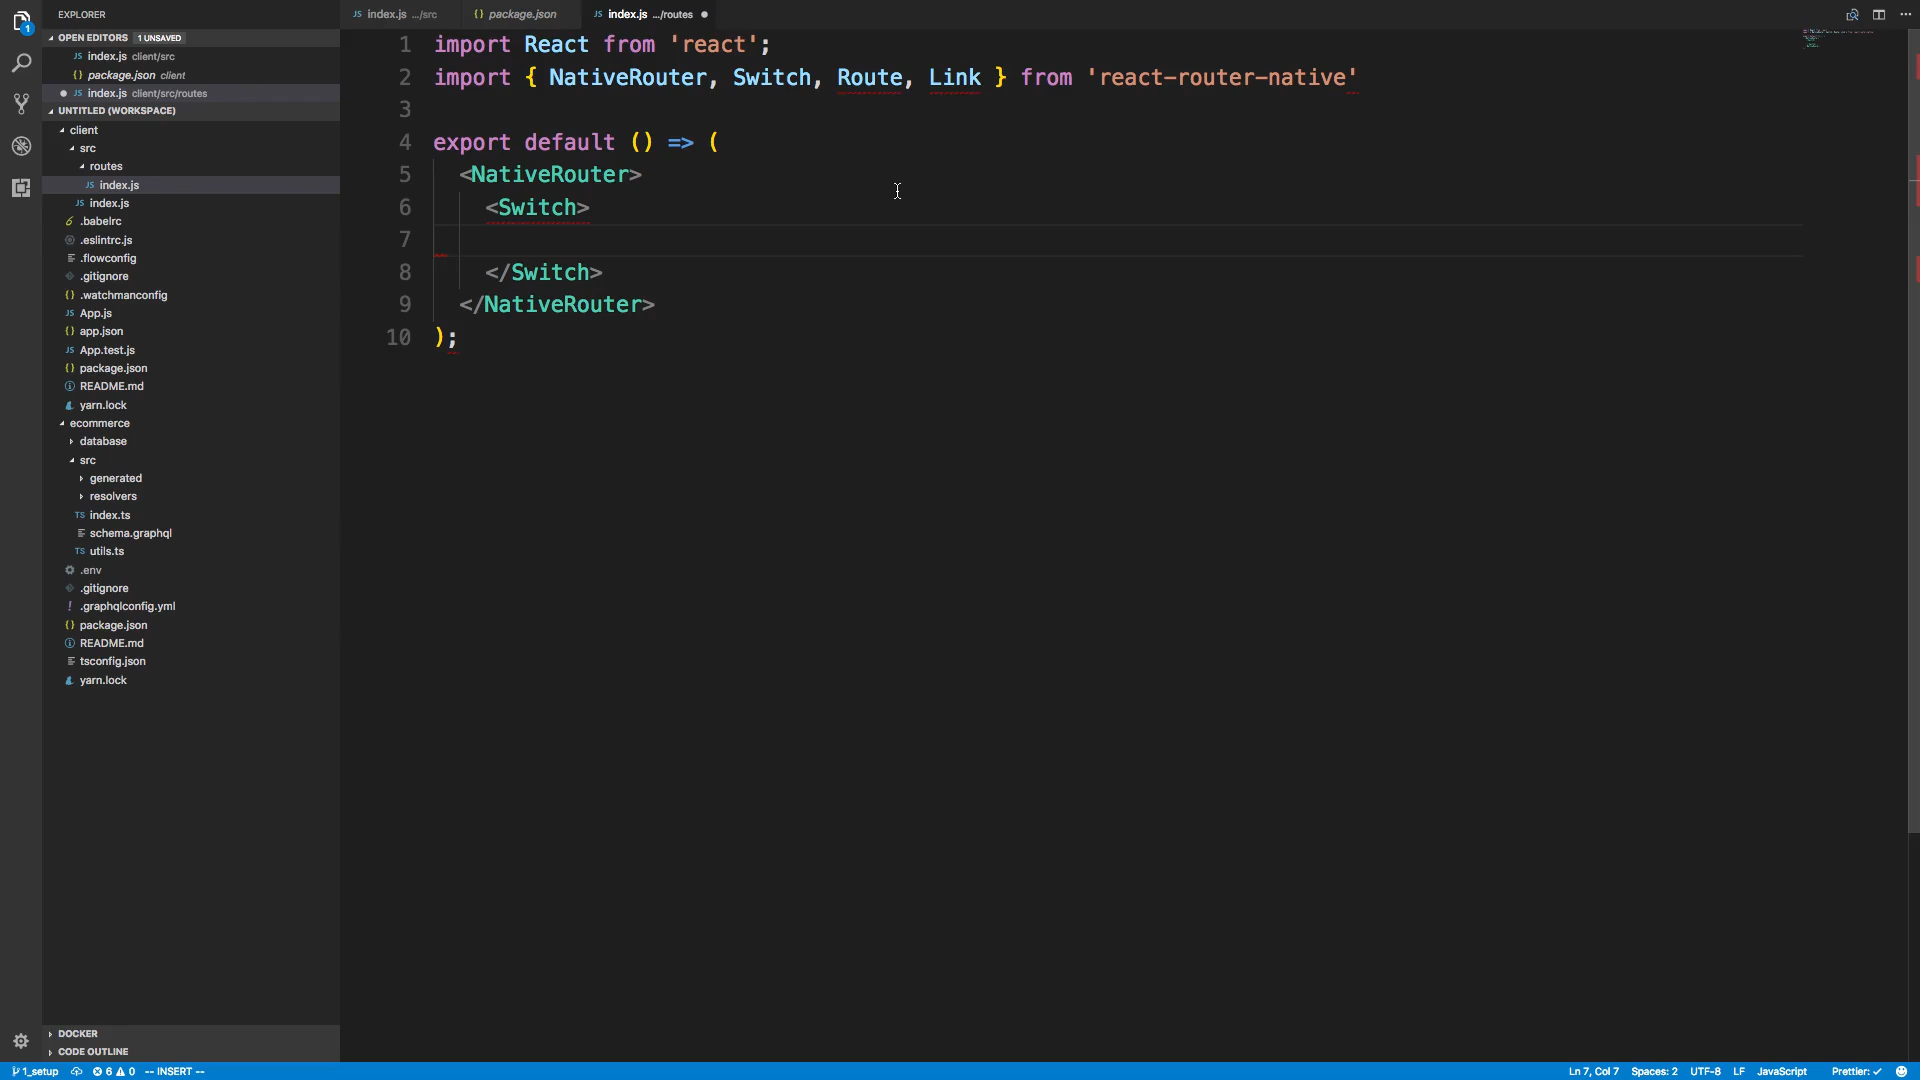 EXPLORER
OPEN EDITORS 1 UNSAVED
index.js client/src
package.json client
index.js client/src/routes
UNTITLED (WORKSPACE)
client
src
routes
index.js
index.js
.babelrc
.eslintrc.js
.flowconfig
.gitignore
.watchmanconfig
App.js
app.json
App.test.js
package.json
README.md
yarn.lock
ecommerce
database
src
generated
resolvers
index.ts
schema.graphql
utils.ts
.env
.gitignore
.graphqlconfig.yml
package.json
README.md
tsconfig.json
yarn.lock
DOCKER
CODE OUTLINE
index.js .../src
package.json
index.js .../routes
1 import React from 'react';
2 import { NativeRouter, Switch, Route, Link } from 'react-router-native'
3
4 export default () => (
5 <NativeRouter>
6 <Switch>
7
8 </Switch>
9 </NativeRouter>
10 );
1_setup 6 0 -- INSERT -- Ln 7, Col 7 Spaces: 2 UTF-8 LF JavaScript Prettier: ✓